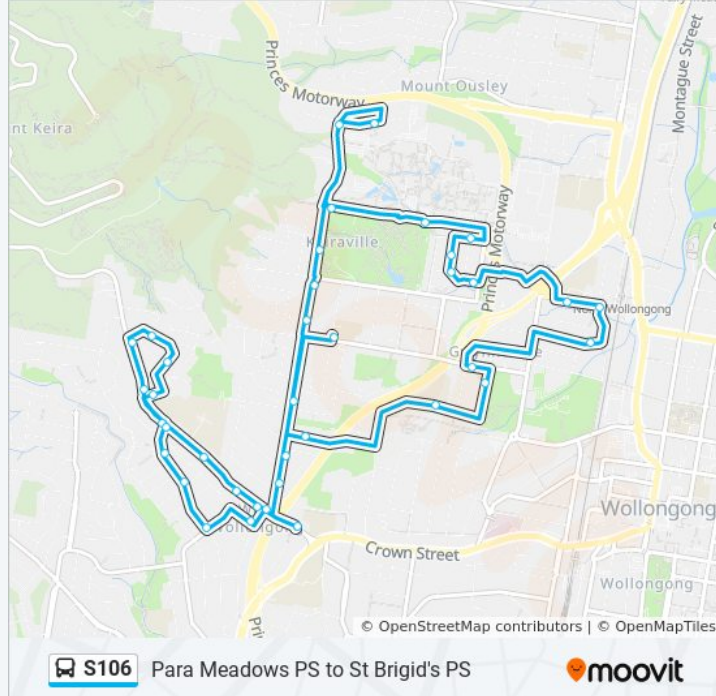 Montague Street
Princes Motorway
Mount Ousley
nt Keira
Keiraville
Princes Motorway
North Wollongong
Wollongong
Crown Street
Wollongong
Pri
© OpenStreetMap contributors | © OpenMapTiles
S106 Para Meadows PS to St Brigid's PS moovit